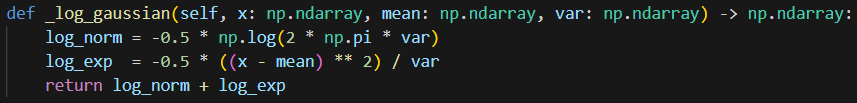 def _log_gaussian(self, x: np.ndarray, mean: np.ndarray, var: np.ndarray) -> np.ndarray:
    log_norm = -0.5 * np.log(2 * np.pi * var)
    log_exp  = -0.5 * ((x - mean) ** 2) / var
    return log_norm + log_exp